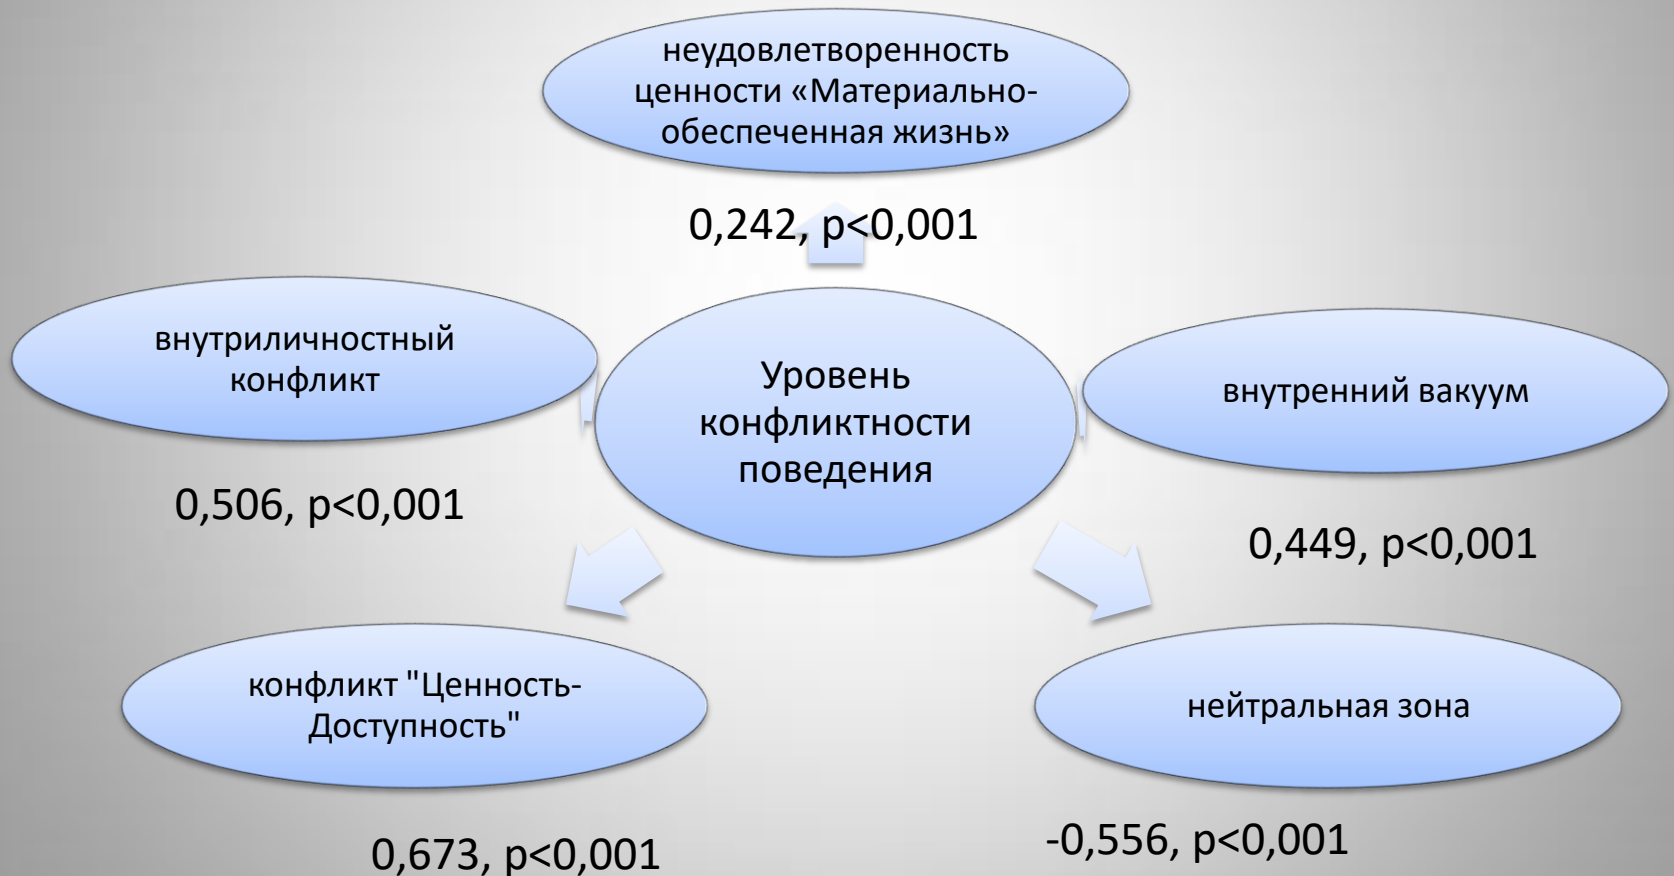 неудовлетворенность
ценности «Материально-
обеспеченная жизнь»
0,242, p<0,001
внутриличностный
конфликт
0,506, p<0,001
Уровень
конфликтности
поведения
внутренний вакуум
0,449, p<0,001
конфликт "Ценность-
Доступность"
0,673, p<0,001
нейтральная зона
-0,556, p<0,001